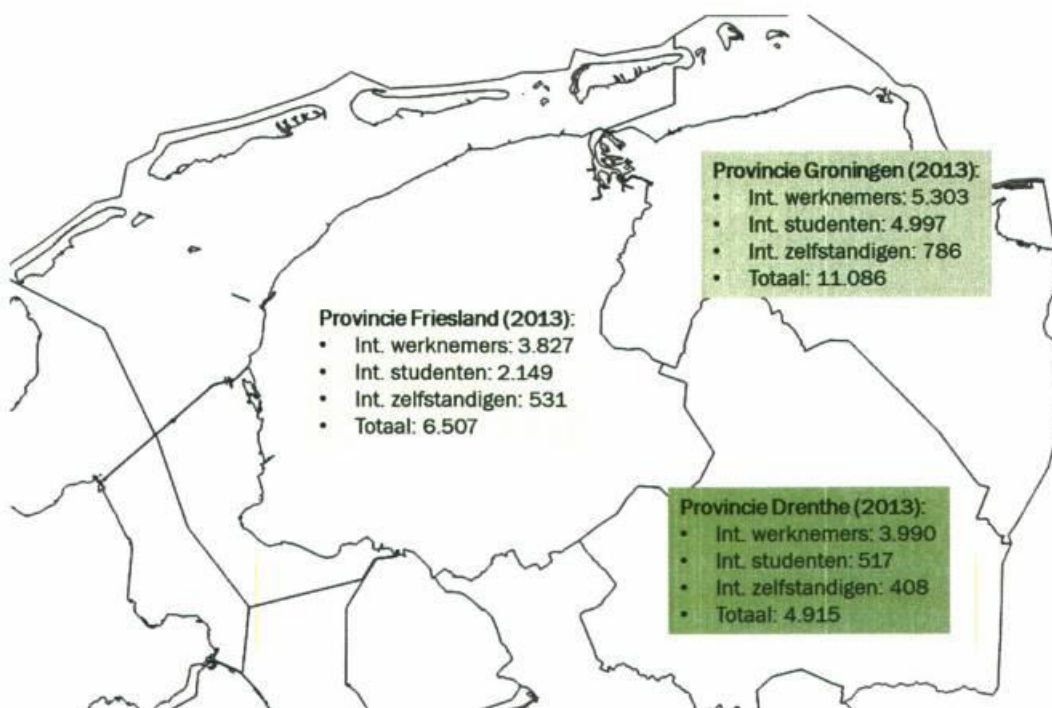 Provincie Groningen (2013):
• Int. werknemers: 5.303
• Int. studenten: 4.997
• Int. zelfstandigen: 786
• Totaal: 11.086
Provincie Friesland (2013):
• Int. werknemers: 3.827
• Int. studenten: 2.149
• Int. zelfstandigen: 531
• Totaal: 6.507
Provincie Drenthe (2013):
• Int. werknemers: 3.990
• Int. studenten: 517
• Int. zelfstandigen: 408
• Totaal: 4.915